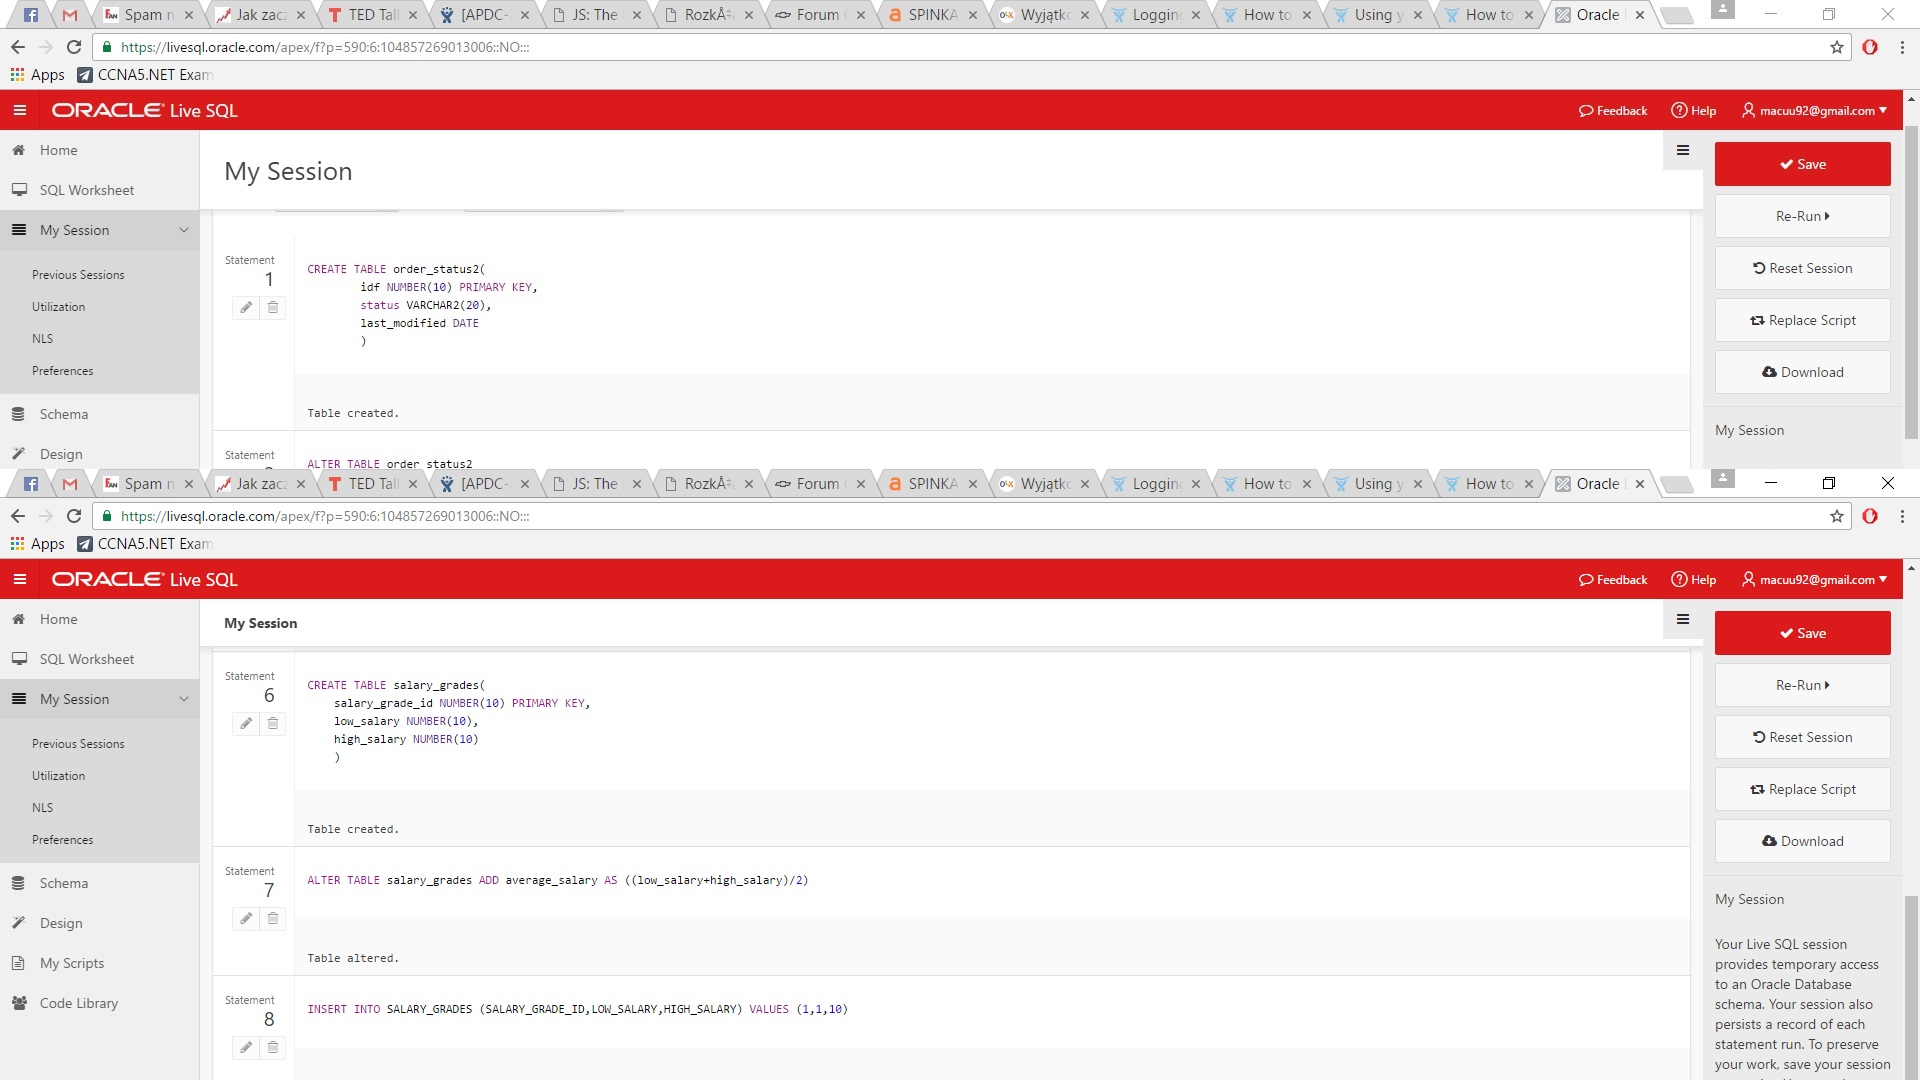 Spam n
Jak zacz
TED Tall
[APDC-
JS: The
Forum
SPINKA
Wyjątko
Logging
How to
Using y
How to
Oracle
https://livesql.oracle.com/apex/f?p=590:6:104857269013006::NO:::
Apps
CCNA5.NET Exam
ORACLE Live SQL
Feedback
Help
macuu92@gmail.com
Home
SQL Worksheet
My Session
Previous Sessions
Utilization
NLS
Preferences
Schema
Design
My Session
Statement
1
CREATE TABLE order_status2(
idf NUMBER(10) PRIMARY KEY,
status VARCHAR2(20),
last_modified DATE
)
Table created.
Statement
ALTER TABLE order_status2
Save
Re-Run
Reset Session
Replace Script
Download
My Session
Spam n
Jak zacz
TED Tall
[APDC-
JS: The
Forum
SPINKA
Wyjątko
Logging
How to
Using y
How to
Oracle
https://livesql.oracle.com/apex/f?p=590:6:104857269013006::NO:::
Apps
CCNA5.NET Exam
ORACLE Live SQL
Feedback
Help
macuu92@gmail.com
Home
SQL Worksheet
My Session
Previous Sessions
Utilization
NLS
Preferences
Schema
Design
My Scripts
Code Library
My Session
Statement
6
CREATE TABLE salary_grades(
salary_grade_id NUMBER(10) PRIMARY KEY,
low_salary NUMBER(10),
high_salary NUMBER(10)
)
Table created.
Statement
7
ALTER TABLE salary_grades ADD average_salary AS ((low_salary+high_salary)/2)
Table altered.
Statement
8
INSERT INTO SALARY_GRADES (SALARY_GRADE_ID,LOW_SALARY,HIGH_SALARY) VALUES (1,1,10)
Save
Re-Run
Reset Session
Replace Script
Download
My Session
Your Live SQL session
provides temporary access
to an Oracle Database
schema. Your session also
persists a record of each
statement run. To preserve
your work, save your session